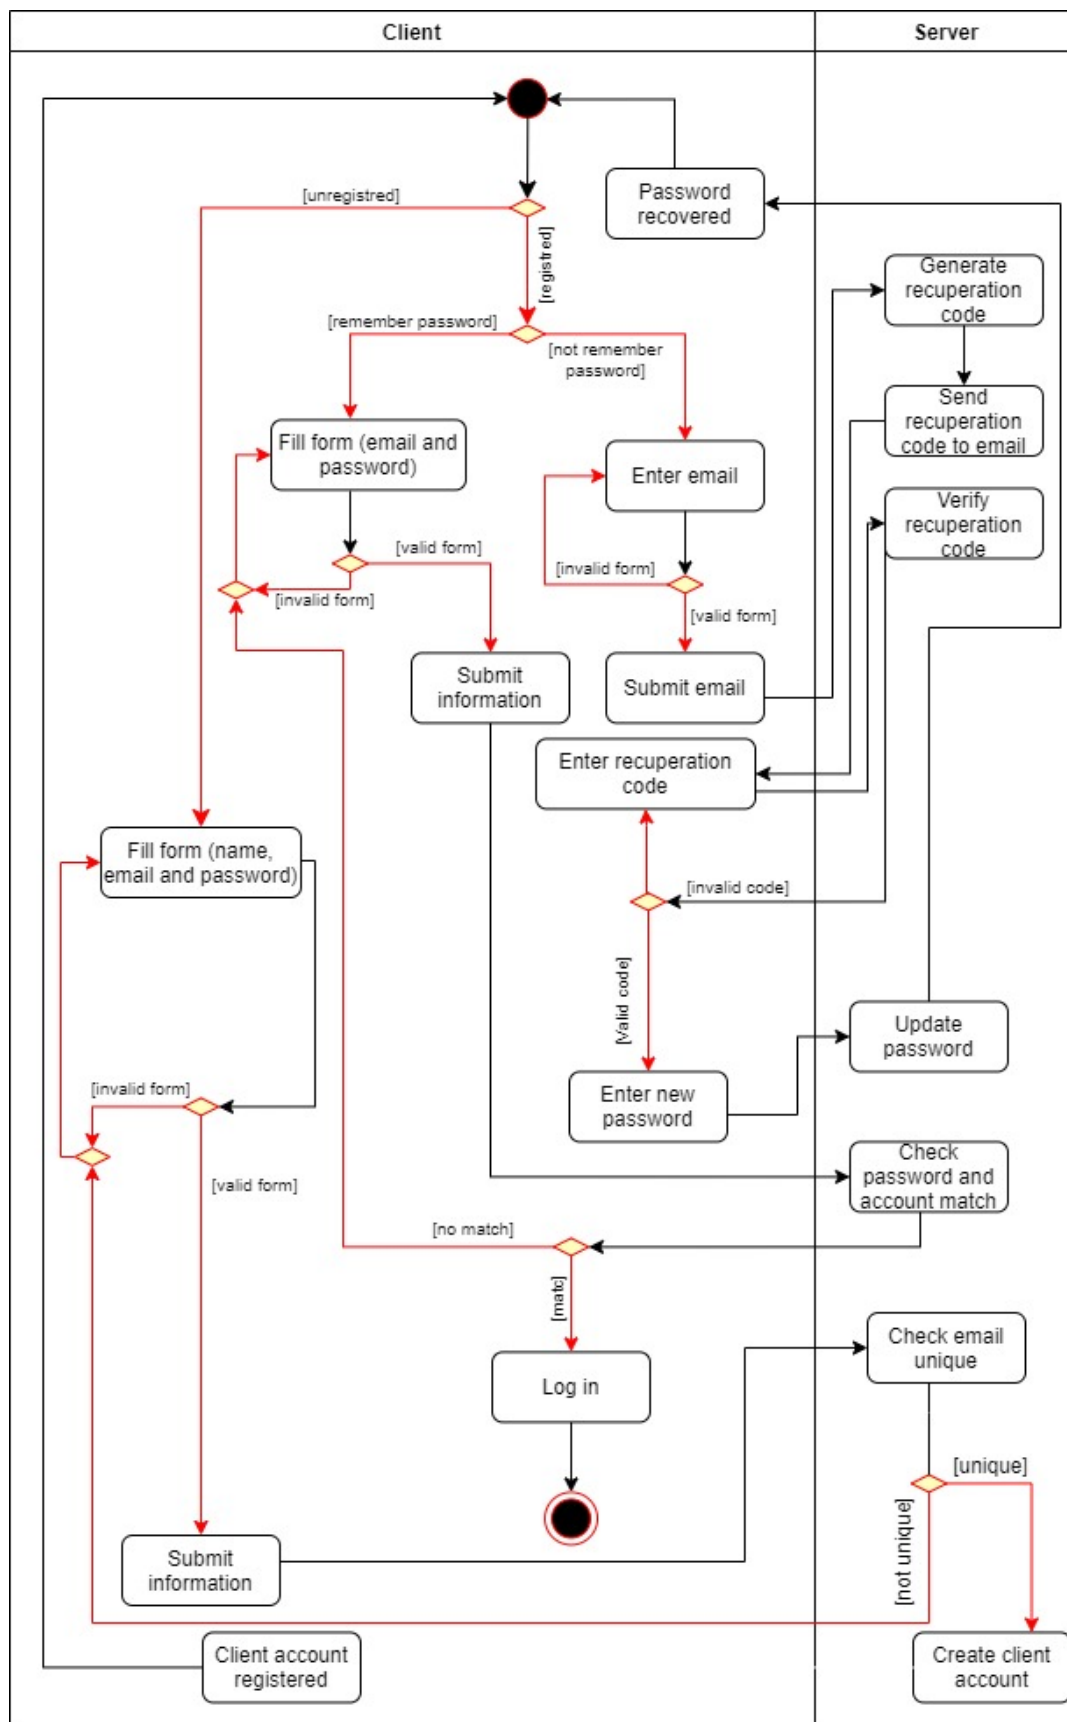 Client
Server
[unregistred]
Password
recovered
[registred]
Generate
recuperation
code
[remember password]
[not remember
password]
Send
recuperation
code to email
Fill form (email and
password)
Enter email
Verify
recuperation
code
[valid form]
[invalid form]
[invalid form]
[valid form]
Submit
information
Submit email
Enter recuperation
code
Fill form (name,
email and password)
[invalid code]
[Valid code]
Update
password
Enter new
password
[invalid form]
[valid form]
Check
password and
account match
[no match]
[matc]
Check email
unique
Log in
[unique]
[not unique]
Submit
information
Client account
registered
Create client
account